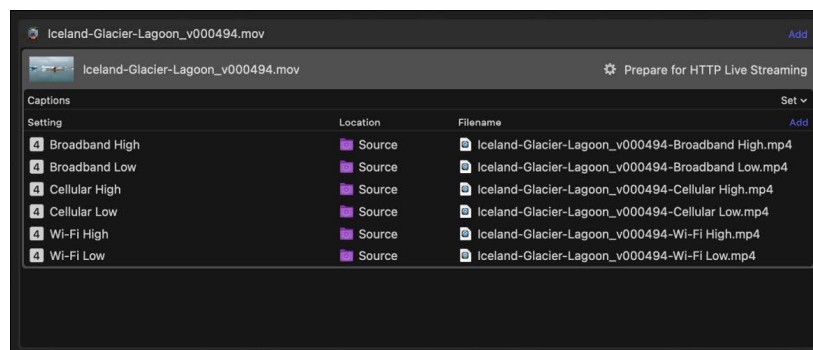 Iceland-Glacier-Lagoon_v000494.mov Add
Iceland-Glacier-Lagoon_v000494.mov Prepare for HTTP Live Streaming
Captions Set
Setting Location Filename Add
4 Broadband High Source Iceland-Glacier-Lagoon_v000494-Broadband High.mp4
4 Broadband Low Source Iceland-Glacier-Lagoon_v000494-Broadband Low.mp4
4 Cellular High Source Iceland-Glacier-Lagoon_v000494-Cellular High.mp4
4 Cellular Low Source Iceland-Glacier-Lagoon_v000494-Cellular Low.mp4
4 Wi-Fi High Source Iceland-Glacier-Lagoon_v000494-Wi-Fi High.mp4
4 Wi-Fi Low Source Iceland-Glacier-Lagoon_v000494-Wi-Fi Low.mp4